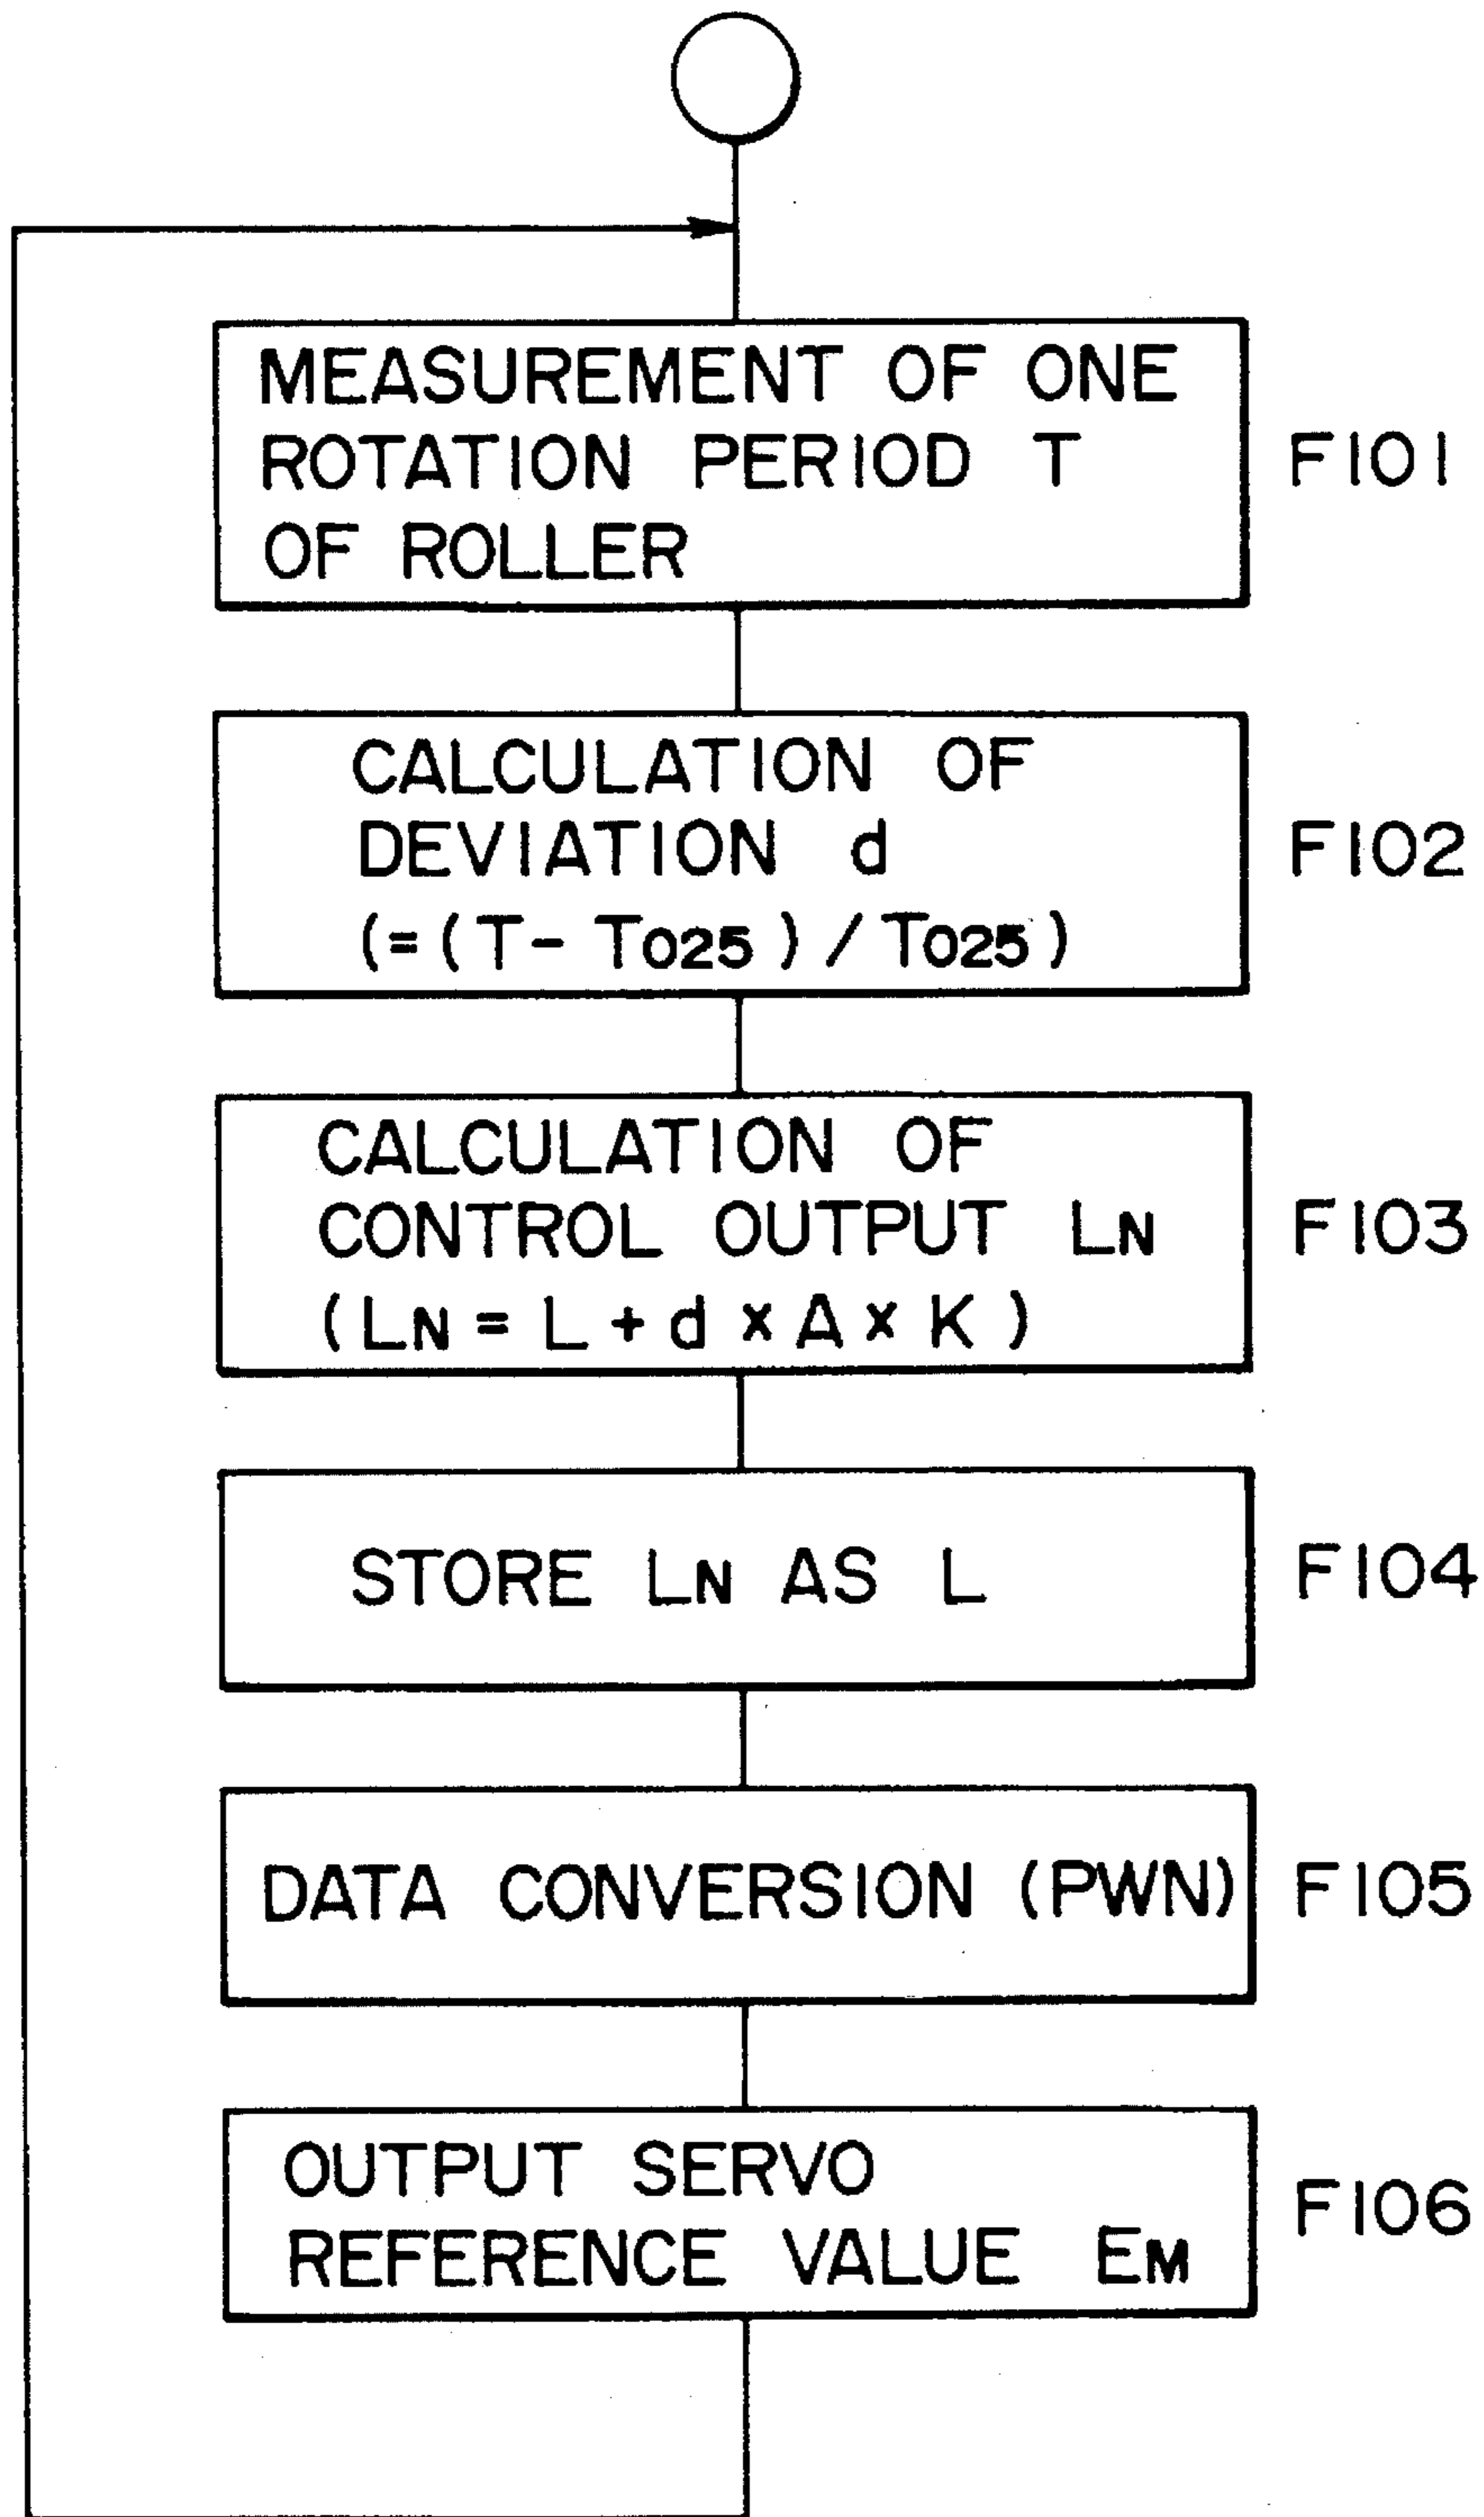 MEASUREMENT OF ONE
ROTATION PERIOD T
OF ROLLER
F101
CALCULATION OF
DEVIATION d
(=(T-T025)/T025)
F102
CALCULATION OF
CONTROL OUTPUT LN
(LN=L+d×A×K)
F103
STORE LN AS L
F104
DATA CONVERSION (PWN)
F105
OUTPUT SERVO
REFERENCE VALUE EM
F106